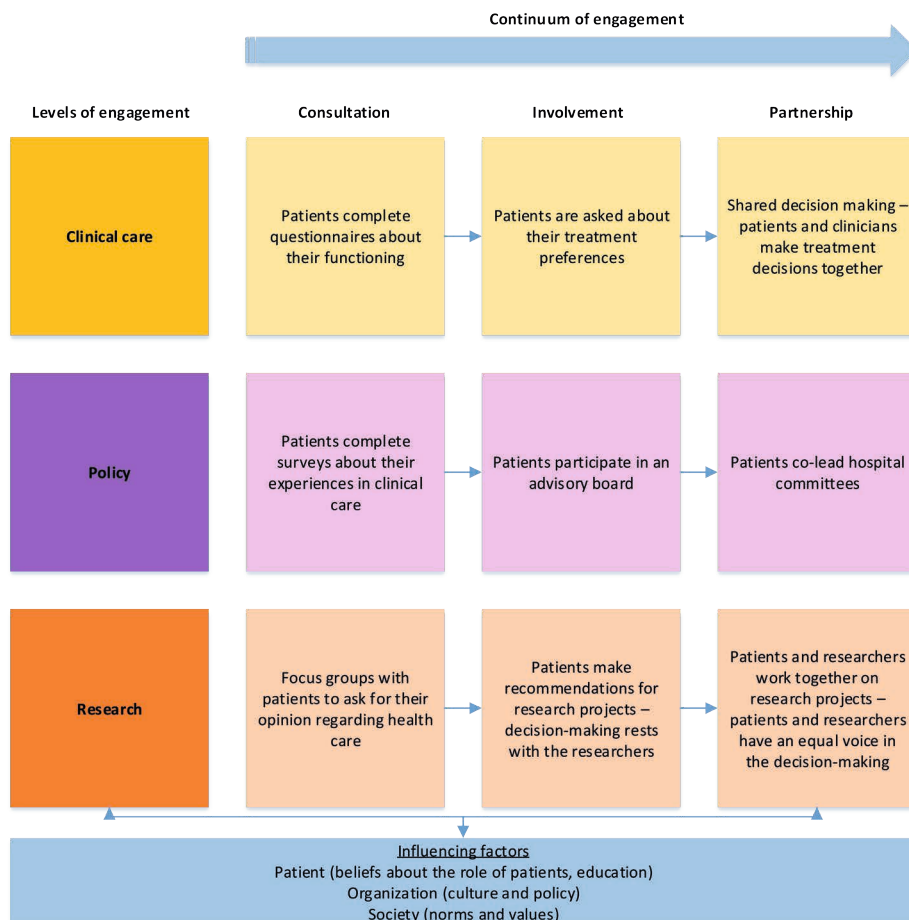 Continuum of engagement
Levels of engagement
Consultation
Involvement
Partnership
Clinical care
Patients complete
questionnaires about
their functioning
Patients are asked about
their treatment
preferences
Shared decision making –
patients and clinicians
make treatment
decisions together
Policy
Patients complete
surveys about their
experiences in clinical
care
Patients participate in an
advisory board
Patients co-lead hospital
committees
Research
Focus groups with
patients to ask for their
opinion regarding health
care
Patients make
recommendations for
research projects –
decision-making rests
with the researchers
Patients and researchers
work together on
research projects –
patients and researchers
have an equal voice in
the decision-making
Influencing factors
Patient (beliefs about the role of patients, education)
Organization (culture and policy)
Society (norms and values)